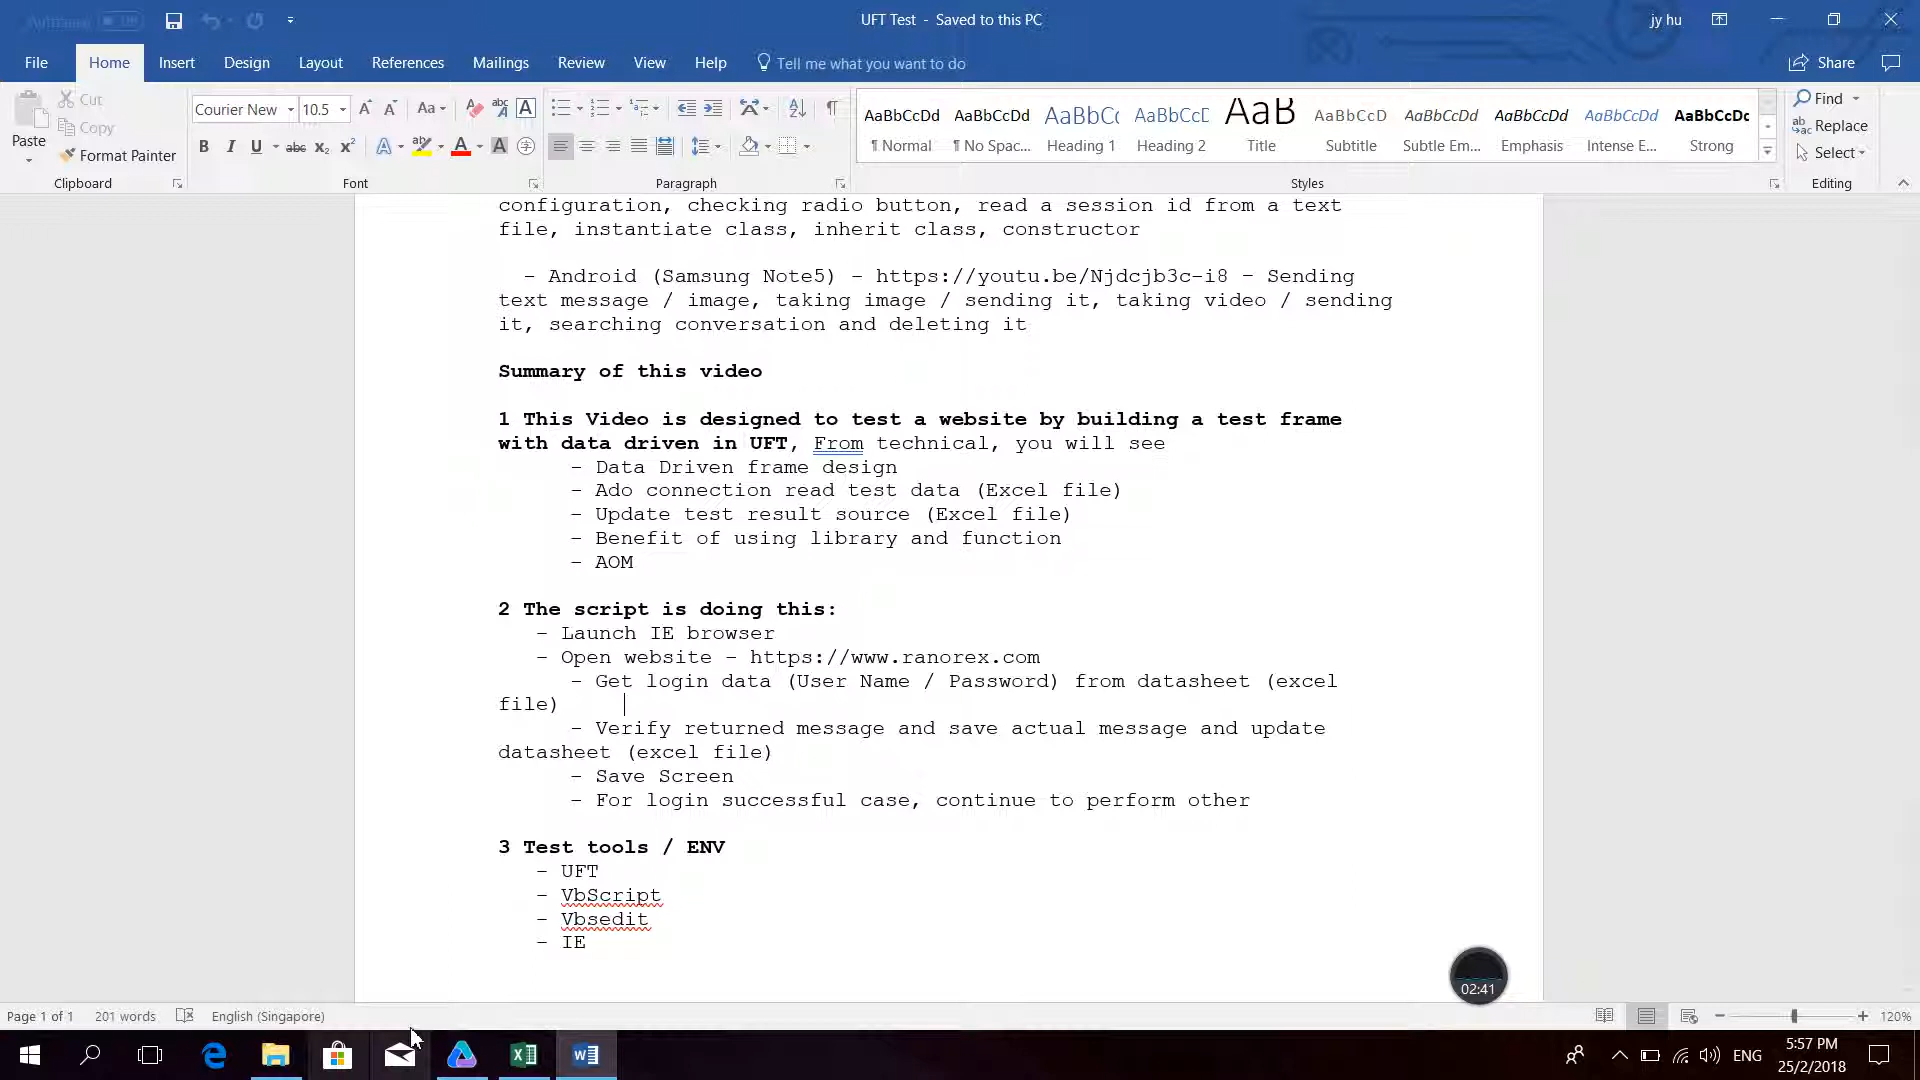 UFT Test - Saved to this PC
jy hu
File
Home
Insert
Design
Layout
References
Mailings
Review
View
Help
Tell me what you want to do
Share
Paste
Cut
Copy
Format Painter
Clipboard
Courier New
10.5
Font
Paragraph
AaBbCcDd
¶ Normal
AaBbCcDd
¶ No Spac...
AaBbCc
Heading 1
AaBbCcD
Heading 2
AaB
Title
AaBbCcD
Subtitle
AaBbCcDd
Subtle Em...
AaBbCcDd
Emphasis
AaBbCcDd
Intense E...
AaBbCcDd
Strong
Styles
Find
Replace
Select
Editing
configuration, checking radio button, read a session id from a text
file, instantiate class, inherit class, constructor
- Android (Samsung Note5) - https://youtu.be/Njdcjb3c-i8 - Sending
text message / image, taking image / sending it, taking video / sending
it, searching conversation and deleting it
Summary of this video
1 This Video is designed to test a website by building a test frame
with data driven in UFT, From technical, you will see
- Data Driven frame design
- Ado connection read test data (Excel file)
- Update test result source (Excel file)
- Benefit of using library and function
- AOM
2 The script is doing this:
- Launch IE browser
- Open website - https://www.ranorex.com
- Get login data (User Name / Password) from datasheet (excel
file)
- Verify returned message and save actual message and update
datasheet (excel file)
- Save Screen
- For login successful case, continue to perform other
3 Test tools / ENV
- UFT
- VbScript
- Vbsedit
- IE
02:41
Page 1 of 1
201 words
English (Singapore)
120%
ENG
5:57 PM
25/2/2018